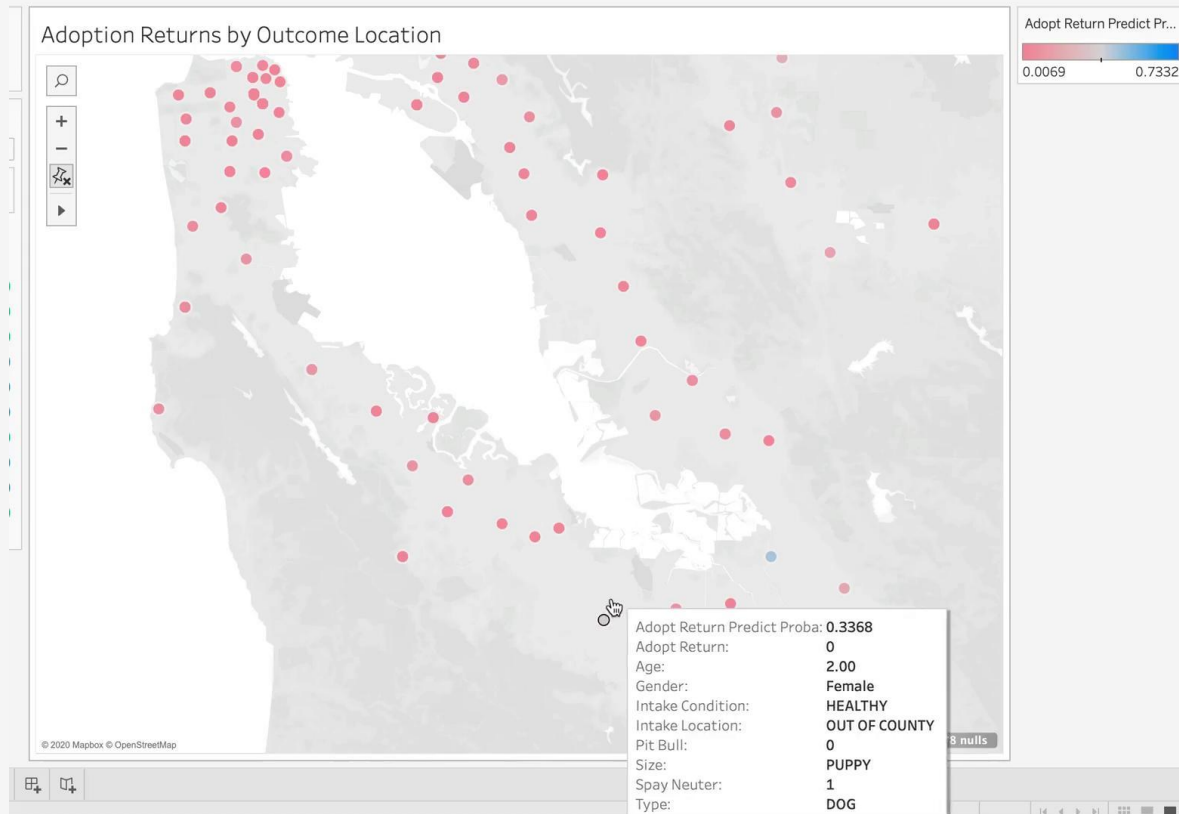 Adoption Returns by Outcome Location
Adopt Return Predict Pr...
0.0069 0.7332
Adopt Return Predict Proba: 0.3368
Adopt Return: 0
Age: 2.00
Gender: Female
Intake Condition: HEALTHY
Intake Location: OUT OF COUNTY
Pit Bull: 0
Size: PUPPY
Spay Neuter: 1
Type: DOG
8 nulls
© 2020 Mapbox © OpenStreetMap